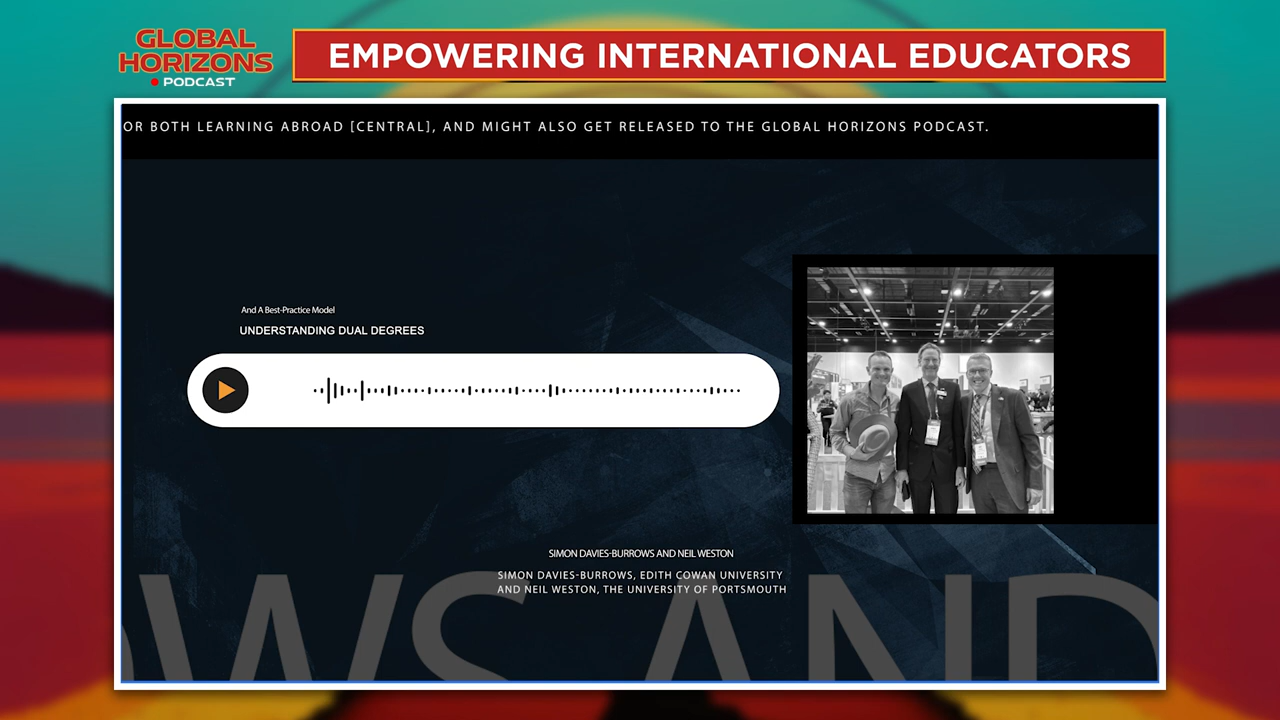 GLOBAL
HORIZONS
PODCAST
EMPOWERING INTERNATIONAL EDUCATORS
OR BOTH LEARNING ABROAD [CENTRAL], AND MIGHT ALSO GET RELEASED TO THE GLOBAL HORIZONS PODCAST.
And A Best-Practice Model
UNDERSTANDING DUAL DEGREES
SIMON DAVIES-BURROWS AND NEIL WESTON
SIMON DAVIES-BURROWS, EDITH COWAN UNIVERSITY
AND NEIL WESTON, THE UNIVERSITY OF PORTSMOUTH
OWS AND